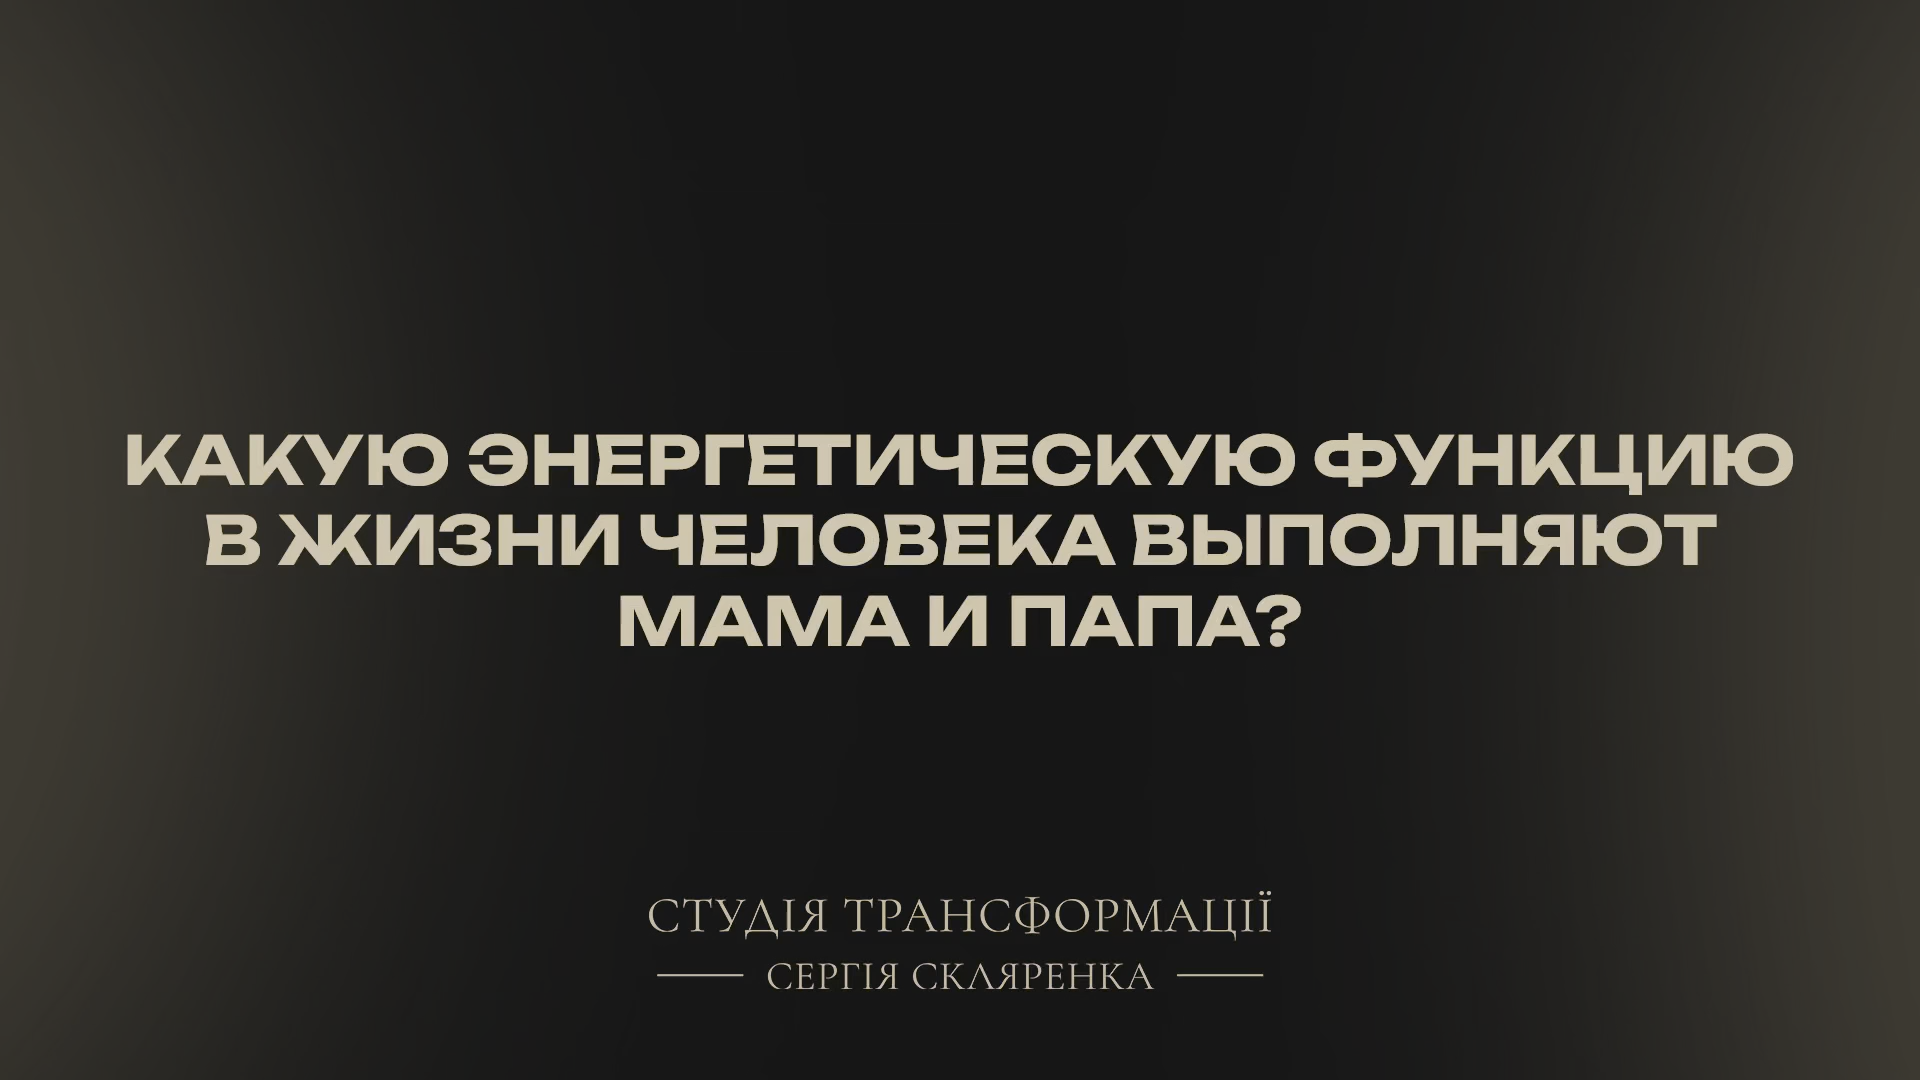 КАКУЮ ЭНЕРГЕТИЧЕСКУЮ ФУНКЦИЮ
В ЖИЗНИ ЧЕЛОВЕКА ВЫПОЛНЯЮТ
МАМА И ПАПА?
СТУДІЯ ТРАНСФОРМАЦІЇ
СЕРГІЯ СКЛЯРЕНКА